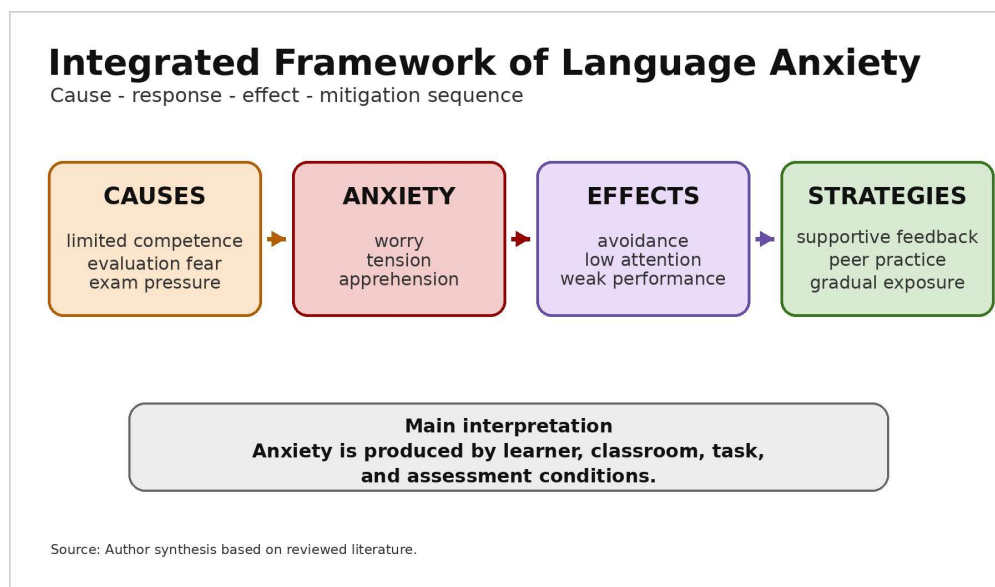 Integrated Framework of Language Anxiety
Cause - response - effect - mitigation sequence
CAUSES
limited competence
evaluation fear
exam pressure
ANXIETY
worry
tension
apprehension
EFFECTS
avoidance
low attention
weak performance
STRATEGIES
supportive feedback
peer practice
gradual exposure
Main interpretation
Anxiety is produced by learner, classroom, task,
and assessment conditions.
Source: Author synthesis based on reviewed literature.